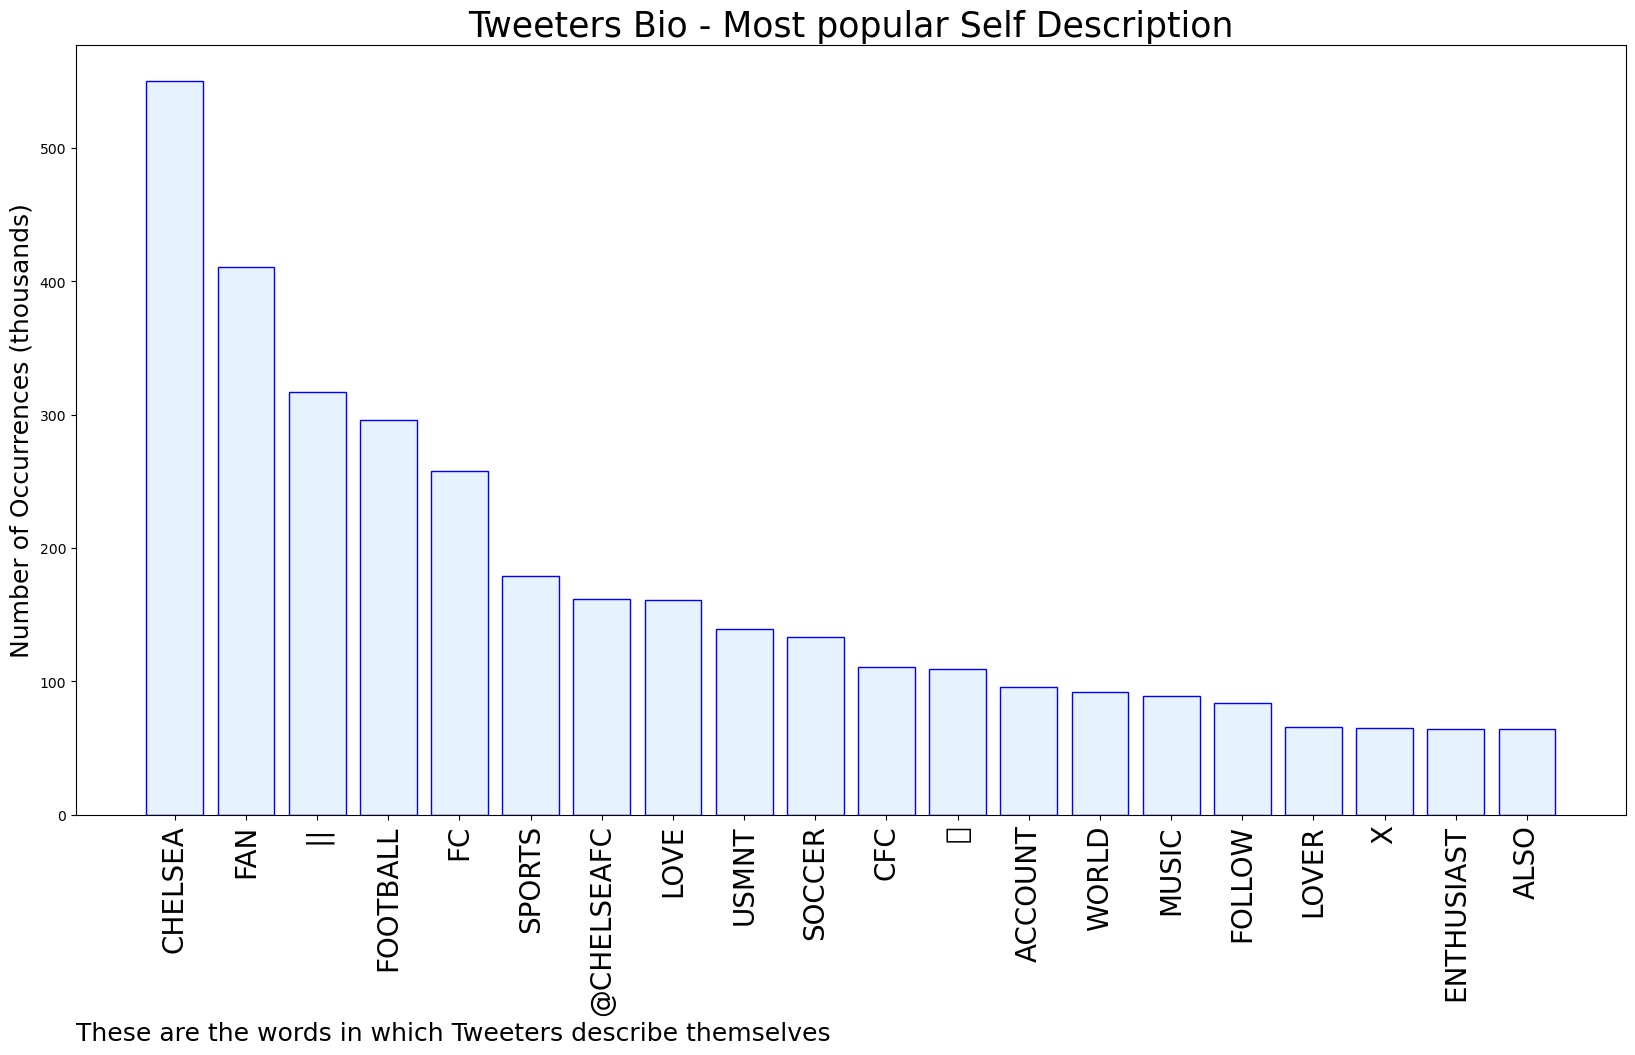 Tweeters Bio - Most popular Self Description
Number of Occurrences (thousands)
500
400
300
200
100
0
CHELSEA
FAN
||
FOOTBALL
FC
SPORTS
@CHELSEAFC
LOVE
USMNT
SOCCER
CFC
▯
ACCOUNT
WORLD
MUSIC
FOLLOW
LOVER
X
ENTHUSIAST
ALSO
These are the words in which Tweeters describe themselves